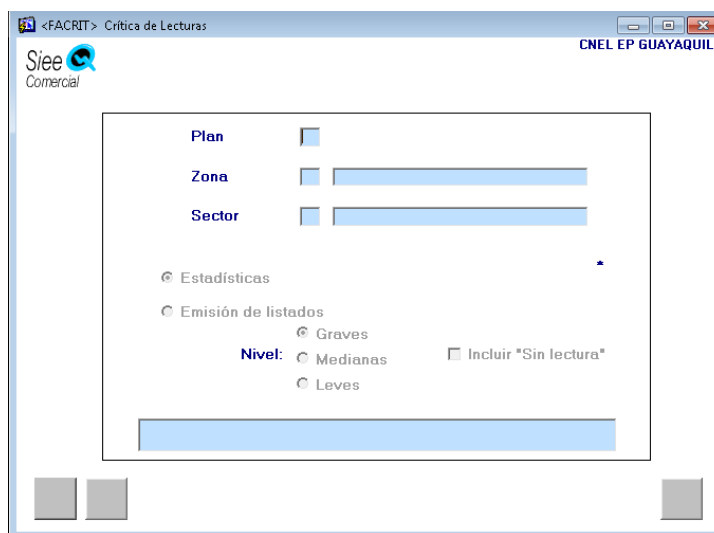 <FACRIT> Crítica de Lecturas
CNEL EP GUAYAQUIL
Siee
Comercial
Plan
Zona
Sector
*
Estadísticas
Emisión de listados
Graves
Nivel: Medianas Incluir "Sin lectura"
Leves